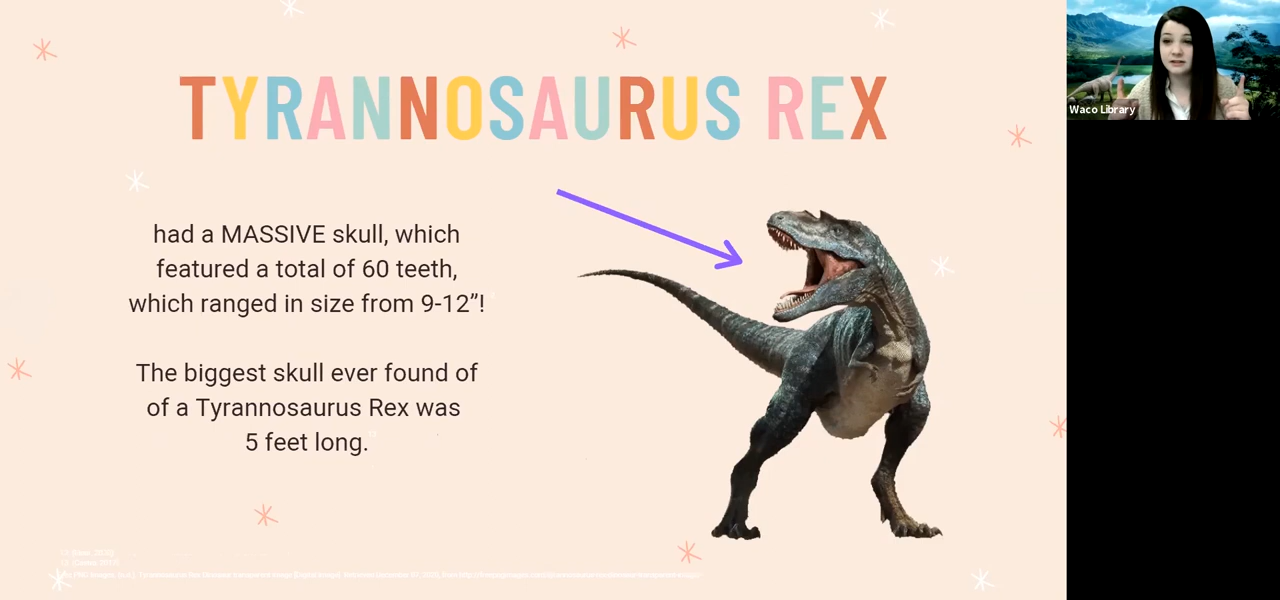 TYRANNOSAURUS REX
Waco Library
had a MASSIVE skull, which
featured a total of 60 teeth,
which ranged in size from 9-12”!
The biggest skull ever found of
of a Tyrannosaurus Rex was
5 feet long.